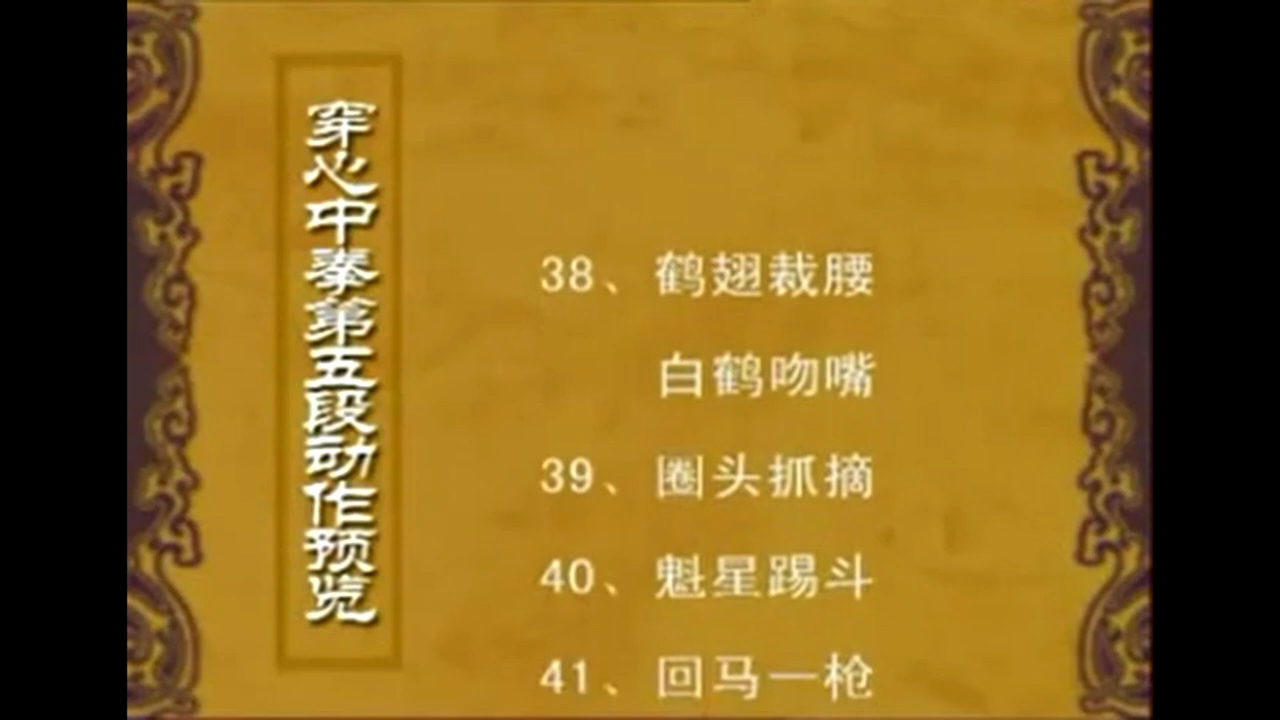 穿心中拳第五段动作预览
38、鹤翅裁腰
白鹤吻嘴
39、圈头抓摘
40、魁星踢斗
41、回马一枪